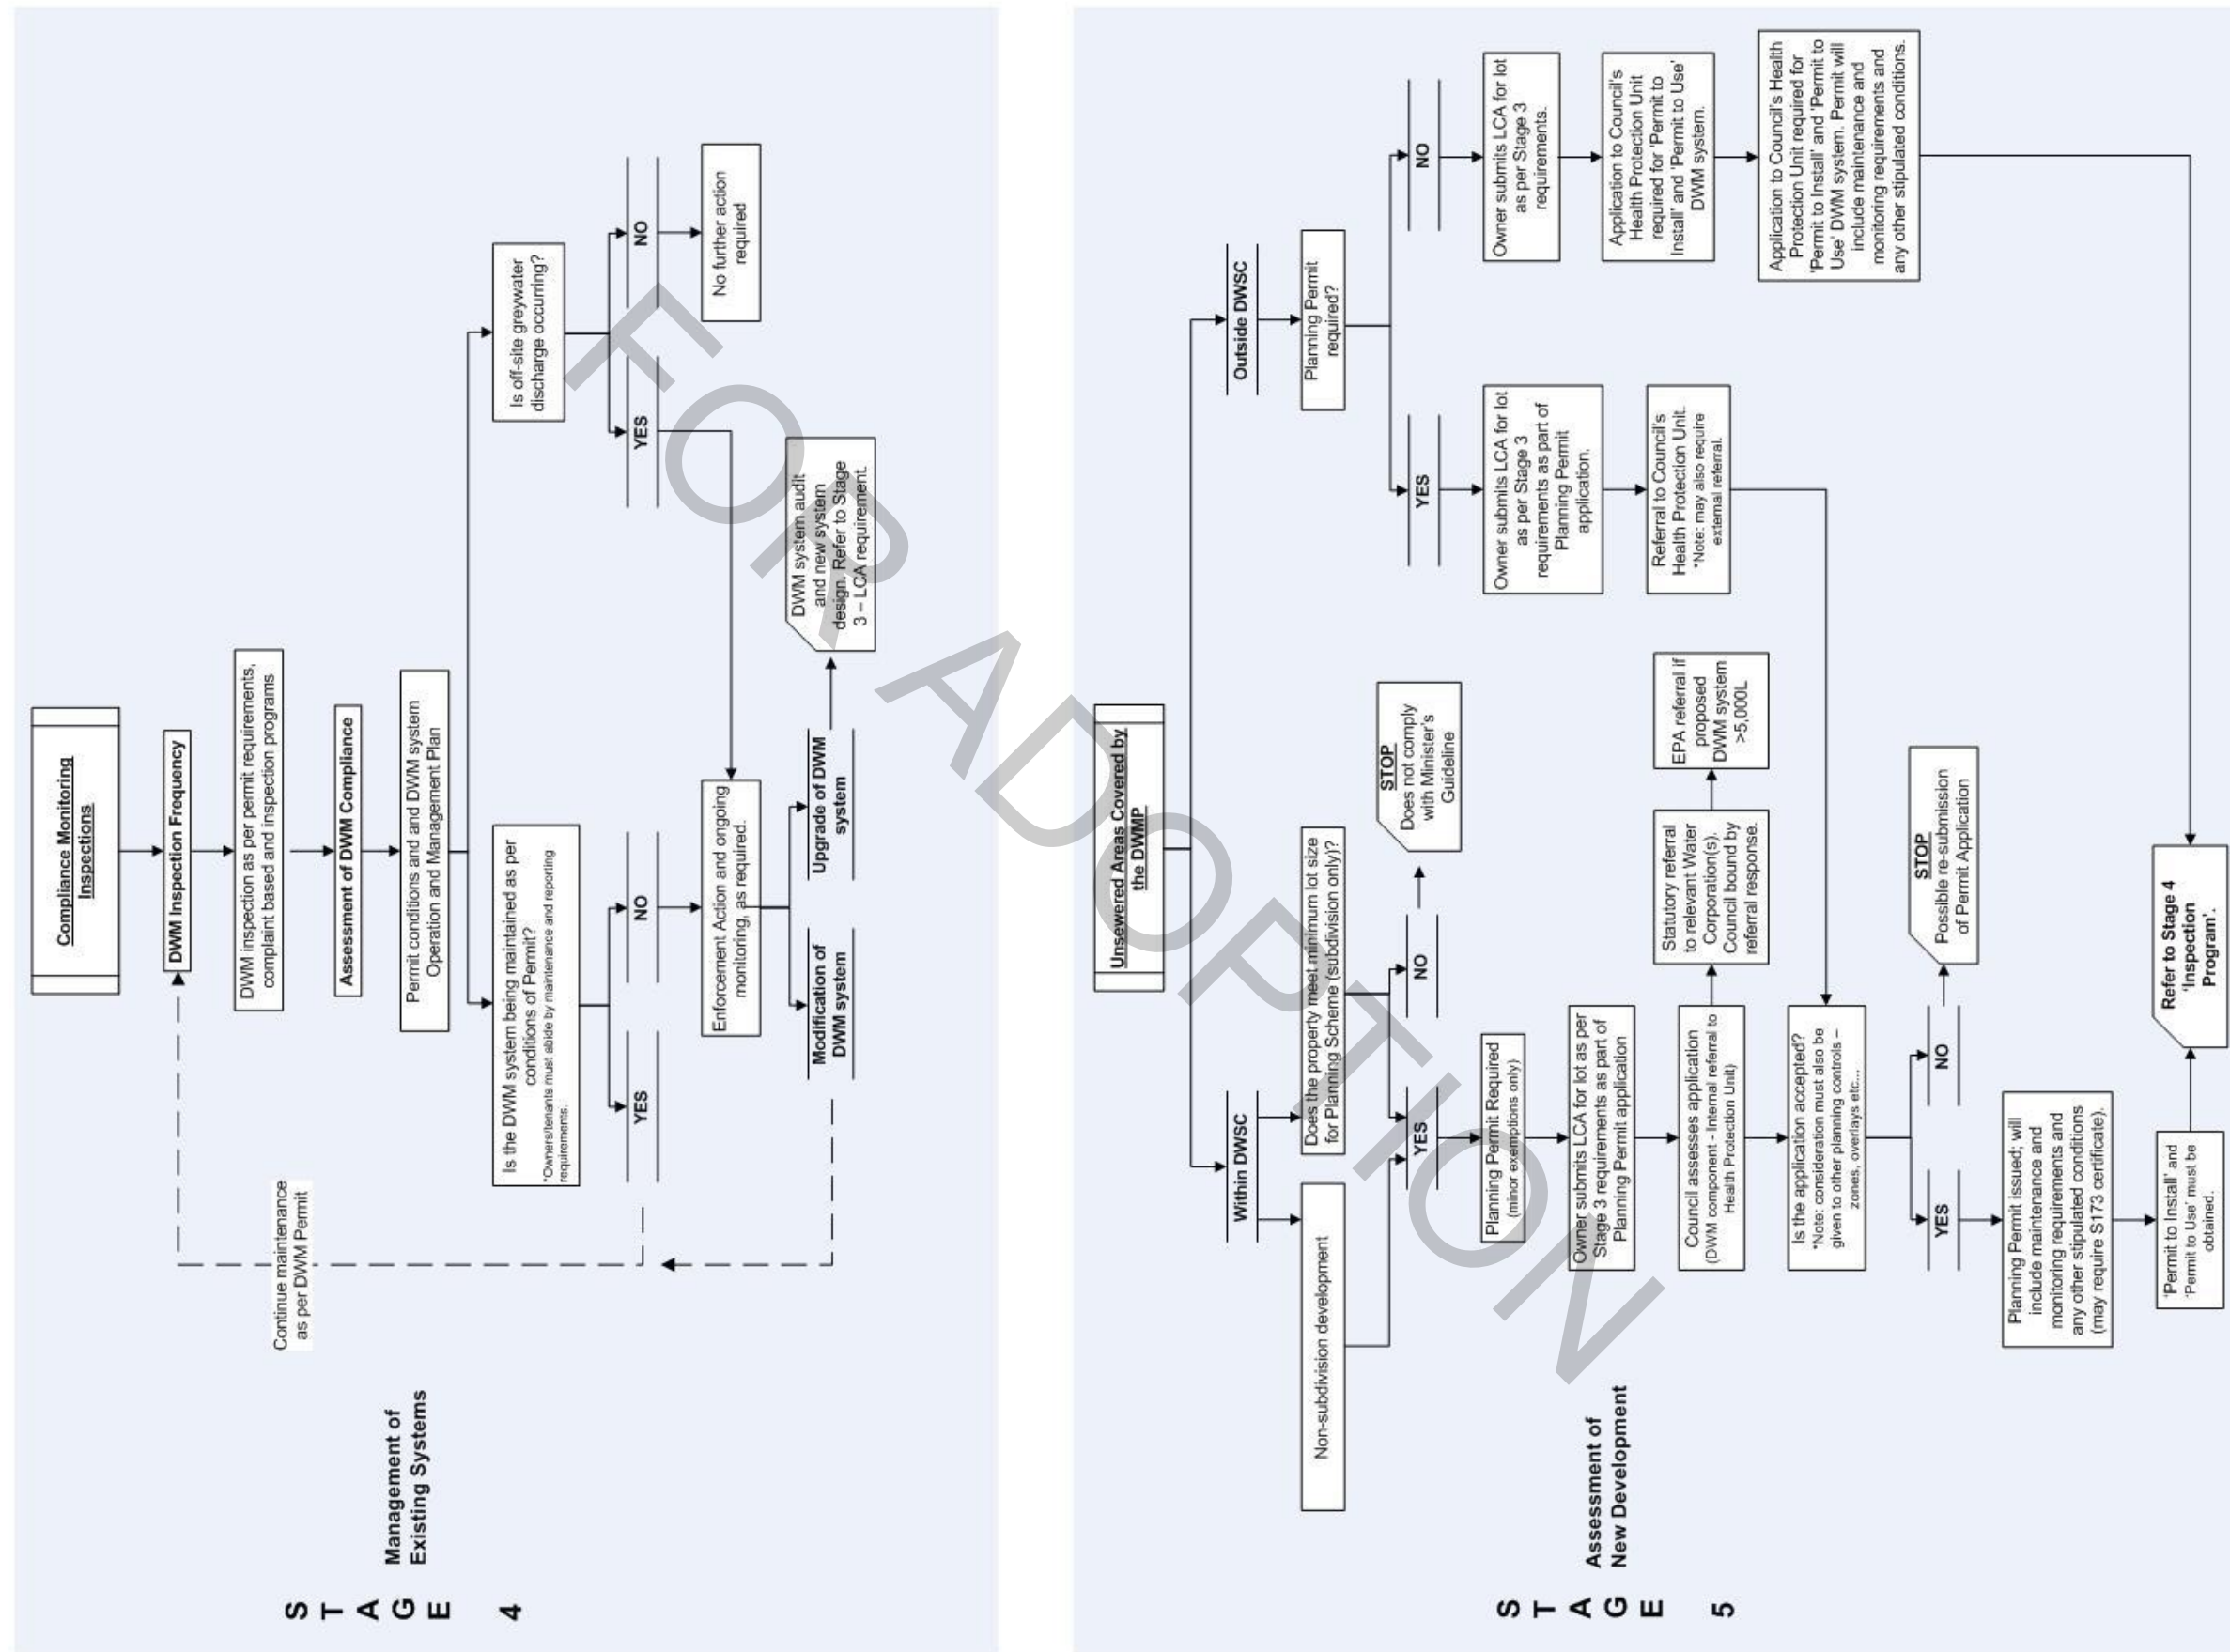 STAGE 4
Management of
Existing Systems
Compliance Monitoring
Inspections
DWM Inspection Frequency
Continue maintenance
as per DWM Permit
DWM inspection as per permit requirements,
complaint based and inspection programs
Assessment of DWM Compliance
Permit conditions and and DWM system
Operation and Management Plan
Is the DWM system being maintained as per
conditions of Permit?
*Owners/tenants must abide by maintenance and reporting
requirements.
Is off-site greywater
discharge occurring?
YES
NO
YES
NO
Enforcement Action and ongoing
monitoring, as required.
No further action
required
Modification of
DWM system
Upgrade of DWM
system
DWM system audit
and new system
design. Refer to Stage
3 – LCA requirement.
STAGE 5
Assessment of
New Development
Unsewered Areas Covered by
the DWMP
Within DWSC
Outside DWSC
Non-subdivision development
Does the property meet minimum lot size
for Planning Scheme (subdivision only)?
Planning Permit
required?
YES
NO
STOP
Does not comply
with Minister's
Guideline
YES
NO
Planning Permit Required
(minor exemptions only)
Owner submits LCA for lot
as per Stage 3
requirements as part of
Planning Permit
application.
Owner submits LCA for lot
as per Stage 3
requirements.
Owner submits LCA for lot as per
Stage 3 requirements as part of
Planning Permit application
Council assesses application
(DWM component - Internal referral to
Health Protection Unit)
Statutory referral
to relevant Water
Corporation(s).
Council bound by
referral response.
EPA referral if
proposed
DWM system
>5,000L
Referral to Council's
Health Protection Unit.
*Note: may also require
external referral.
Application to Council's
Health Protection Unit
required for 'Permit to
Install' and 'Permit to Use'
DWM system.
Is the application accepted?
*Note: consideration must also be
given to other planning controls –
zones, overlays etc...
Application to Council's Health
Protection Unit required for
'Permit to Install' and 'Permit to
Use' DWM system. Permit will
include maintenance and
monitoring requirements and
any other stipulated conditions.
YES
NO
STOP
Possible re-submission
of Permit Application
Planning Permit issued; will
include maintenance and
monitoring requirements and
any other stipulated conditions
(may require S173 certificate).
'Permit to Install' and
'Permit to Use' must be
obtained.
Refer to Stage 4
'Inspection
Program'.
FOR ADOPTION